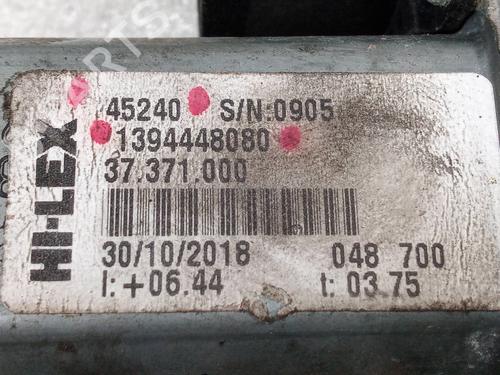 45240 S/N:0905
1394448080
37.371.000
30/10/2018 048 700
I: +06.44 t: 03.75
HI-LEX